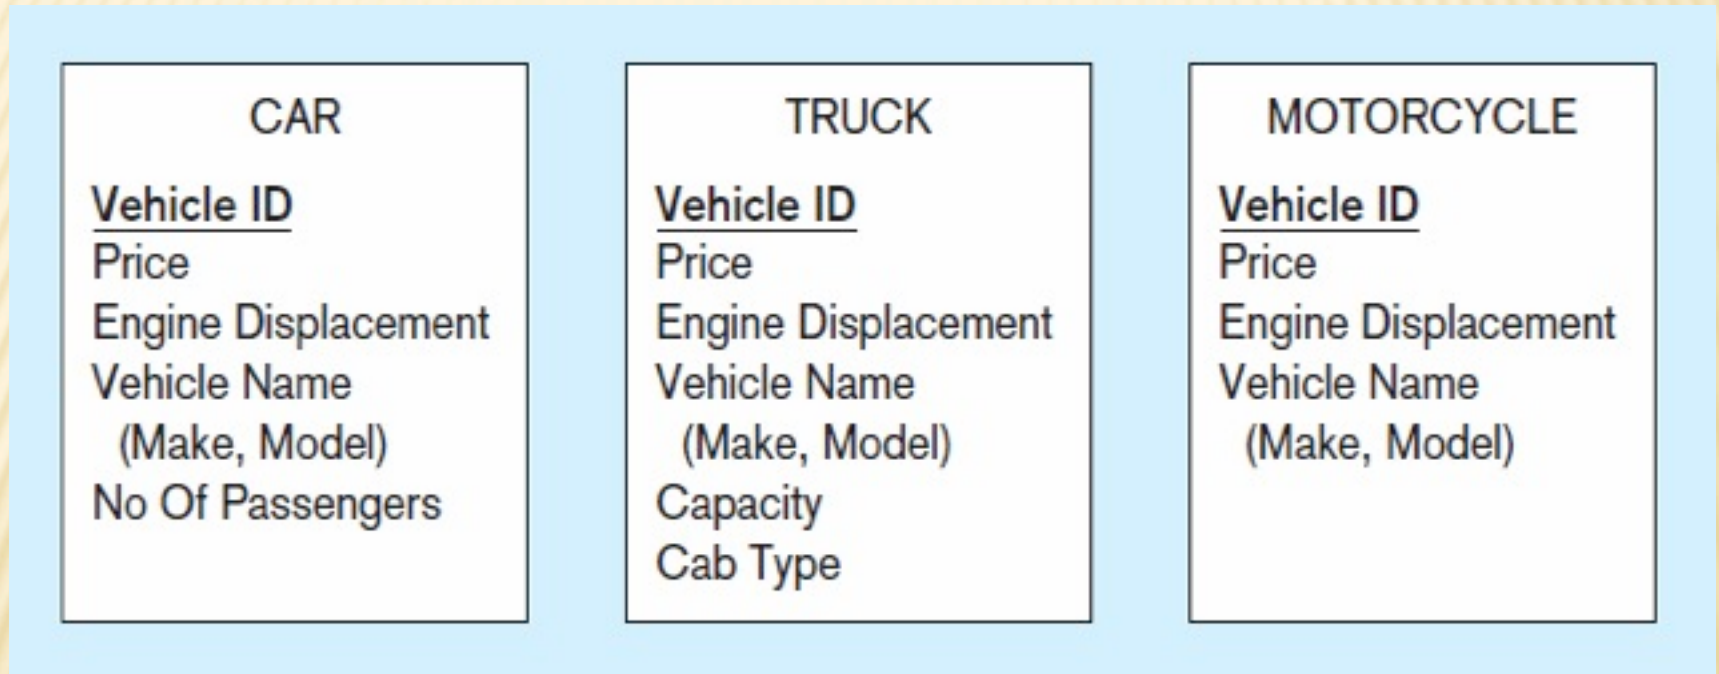 CAR
Vehicle ID
Price
Engine Displacement
Vehicle Name
(Make, Model)
No Of Passengers
TRUCK
Vehicle ID
Price
Engine Displacement
Vehicle Name
(Make, Model)
Capacity
Cab Type
MOTORCYCLE
Vehicle ID
Price
Engine Displacement
Vehicle Name
(Make, Model)